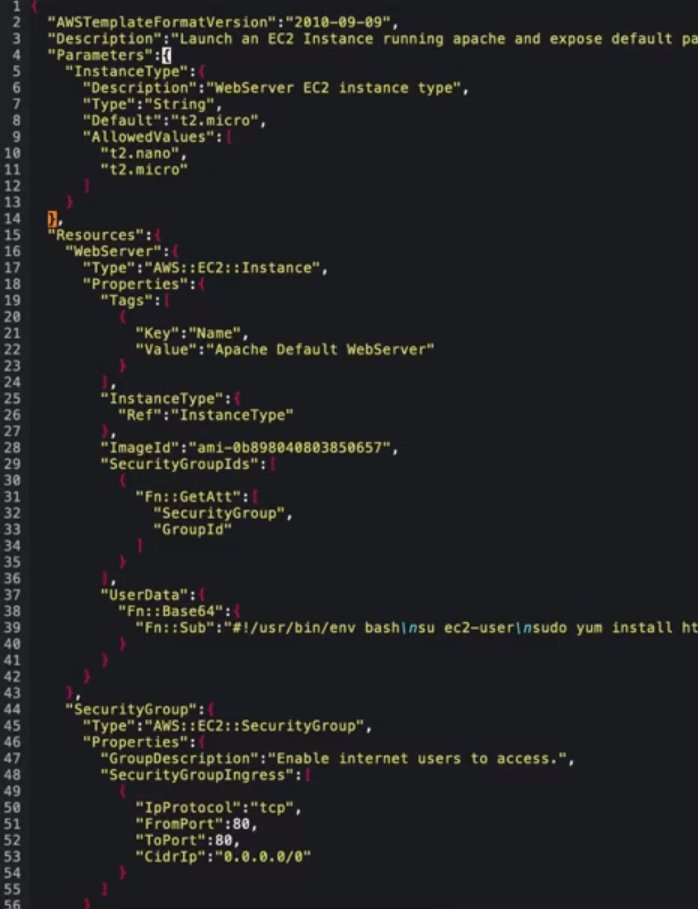 1 {
2 "AWSTemplateFormatVersion":"2010-09-09",
3 "Description":"Launch an EC2 Instance running apache and expose default pa
4 "Parameters":{
5 "InstanceType":{
6 "Description":"WebServer EC2 instance type",
7 "Type":"String",
8 "Default":"t2.micro",
9 "AllowedValues":[
10 "t2.nano",
11 "t2.micro"
12 ]
13 }
14 },
15 "Resources":{
16 "WebServer":{
17 "Type":"AWS::EC2::Instance",
18 "Properties":{
19 "Tags":[
20 {
21 "Key":"Name",
22 "Value":"Apache Default WebServer"
23 }
24 ],
25 "InstanceType":{
26 "Ref":"InstanceType"
27 },
28 "ImageId":"ami-0b898040803850657",
29 "SecurityGroupIds":[
30 {
31 "Fn::GetAtt":[
32 "SecurityGroup",
33 "GroupId"
34 ]
35 }
36 ],
37 "UserData":{
38 "Fn::Base64":{
39 "Fn::Sub":"#!/usr/bin/env bash\nsu ec2-user\nsudo yum install ht
40 }
41 }
42 }
43 },
44 "SecurityGroup":{
45 "Type":"AWS::EC2::SecurityGroup",
46 "Properties":{
47 "GroupDescription":"Enable internet users to access.",
48 "SecurityGroupIngress":[
49 {
50 "IpProtocol":"tcp",
51 "FromPort":80,
52 "ToPort":80,
53 "CidrIp":"0.0.0.0/0"
54 }
55 ]
56 }